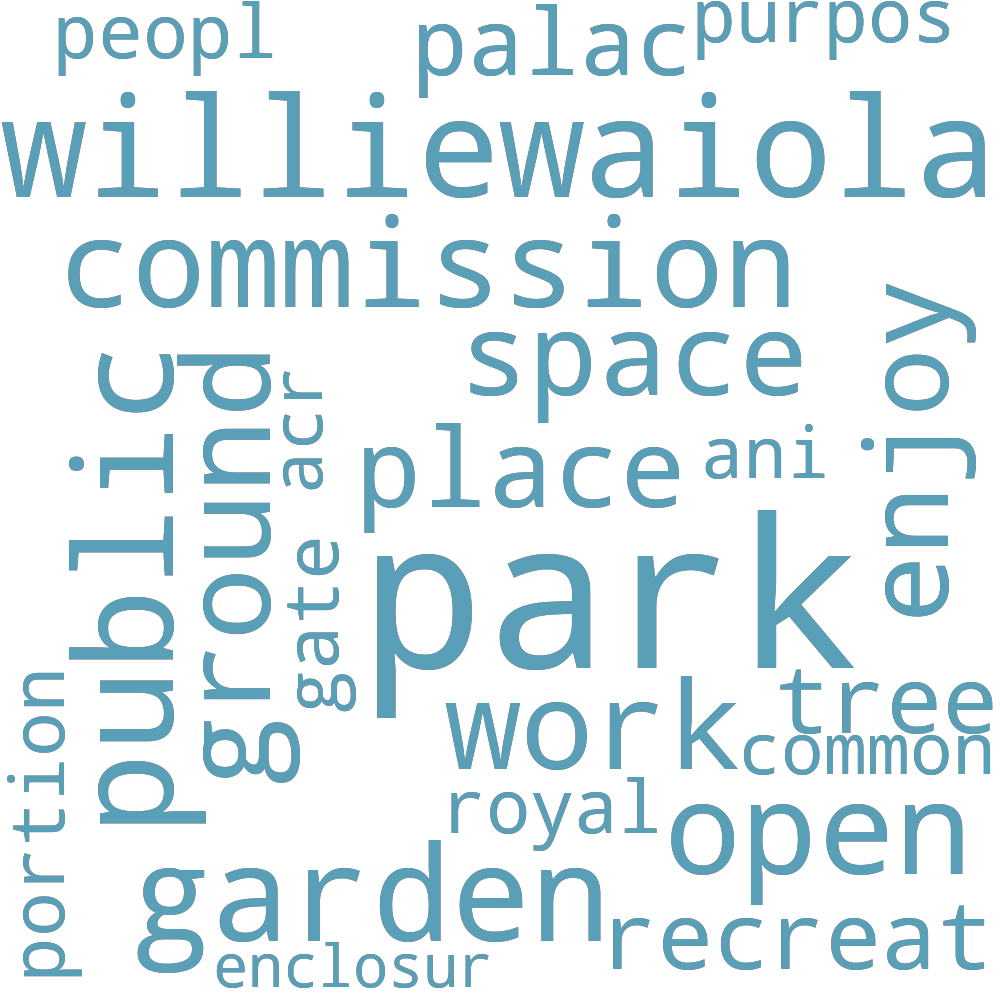 peopl
palac
purpos
williewaiola
commission
space
enjoy
public
ground
acr
place
ani
gate
park
portion
work
tree
common
royal
open
garden
recreat
enclosur